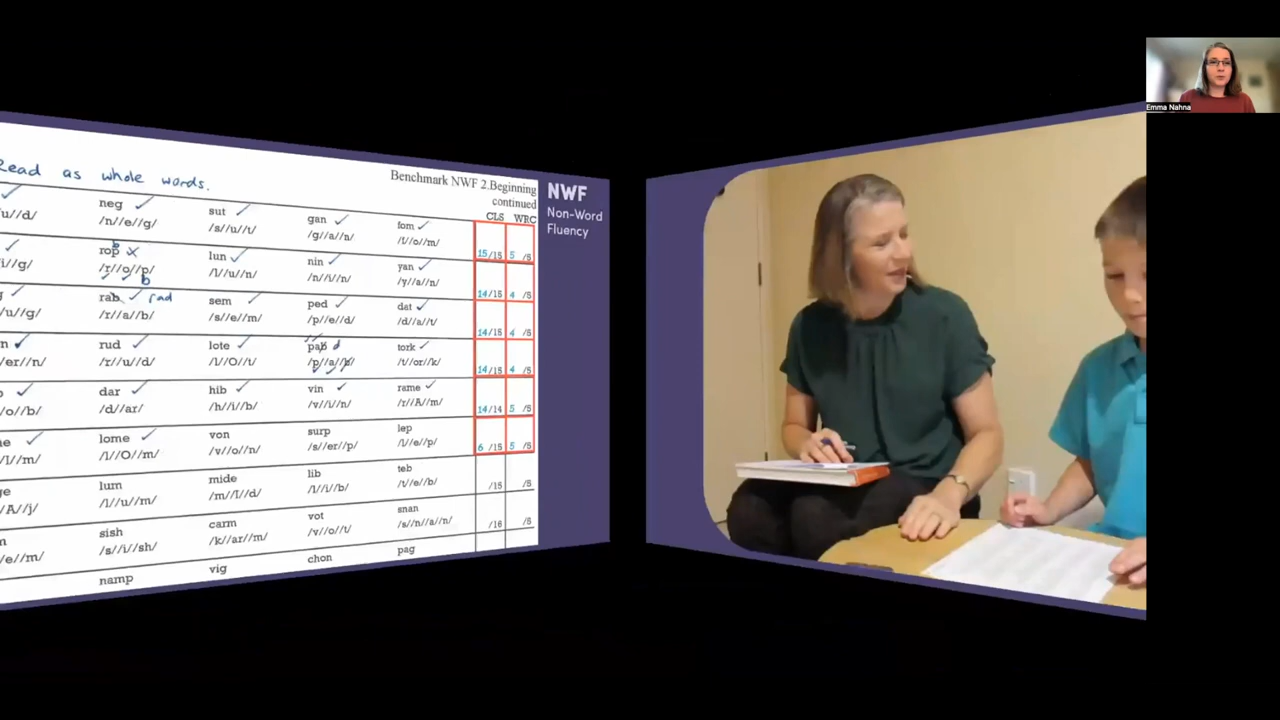 Read as whole words.
Benchmark NWF 2.Beginning
continued
CLS WRC
neg sut gan fom
/u//d/ /n//e//g/ /s//u//t/ /g//a//n/ /f//o//m/ 15/15 5 /5
b
rop lun nin yan
/i//g/ /r//o//p/ /l//u//n/ /n//i//n/ /y//a//n/ 14/15 4 /5
b
rab rad sem ped dat
/u//g/ /r//a//b/ /s//e//m/ /p//e//d/ /d//a//t/ 14/15 4 /5
rud lote d tork
/er//n/ /r//u//d/ /l//O//t/ /t//or//k/ 14/15 4 /5
dar hib vin rame
/o//b/ /d//ar/ /h//i//b/ /v//i//n/ /r//A//m/ 14/14 5 /5
lome von surp lep
/l//O//m/ /v//o//n/ /s//er//p/ /l//e//p/ 6 /15 5 /5
lum mide lib teb
/A//j/ /l//u//m/ /m//I//d/ /l//i//b/ /t//e//b/ /15 /5
sish carm vot snan
/e//m/ /s//i//sh/ /k//ar//m/ /v//o//t/ /s//n//a//n/ /16 /5
namp vig chon pag
NWF
Non-Word
Fluency
Emma Nahna